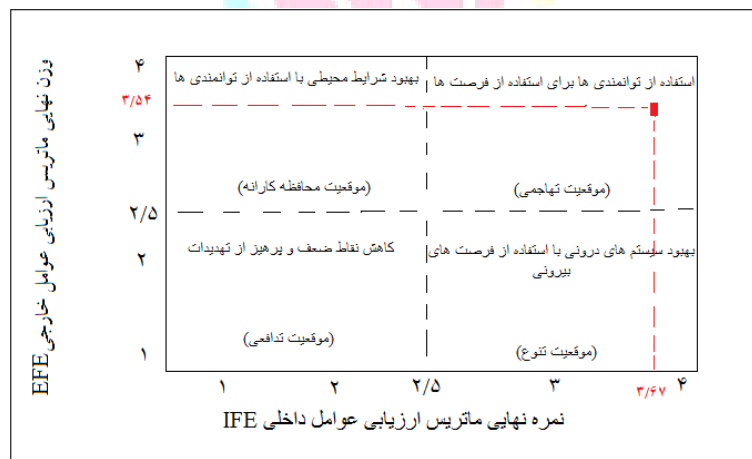 وزن نهایی ماتریس ارزیابی عوامل خارجی EFE
۴
۳/۵۴
۳
۲/۵
۲
۱
بهبود شرایط محیطی با استفاده از توانمندی ها
استفاده از توانمندی ها برای استفاده از فرصت ها
(موقعیت محافظه کارانه)
(موقعیت تهاجمی)
کاهش نقاط ضعف و پرهیز از تهدیدات
بهبود سیستم های درونی با استفاده از فرصت های
بیرونی
(موقعیت تدافعی)
(موقعیت تنوع)
۱
۲
۲/۵
۳
۳/۶۷
۴
نمره نهایی ماتریس ارزیابی عوامل داخلی IFE